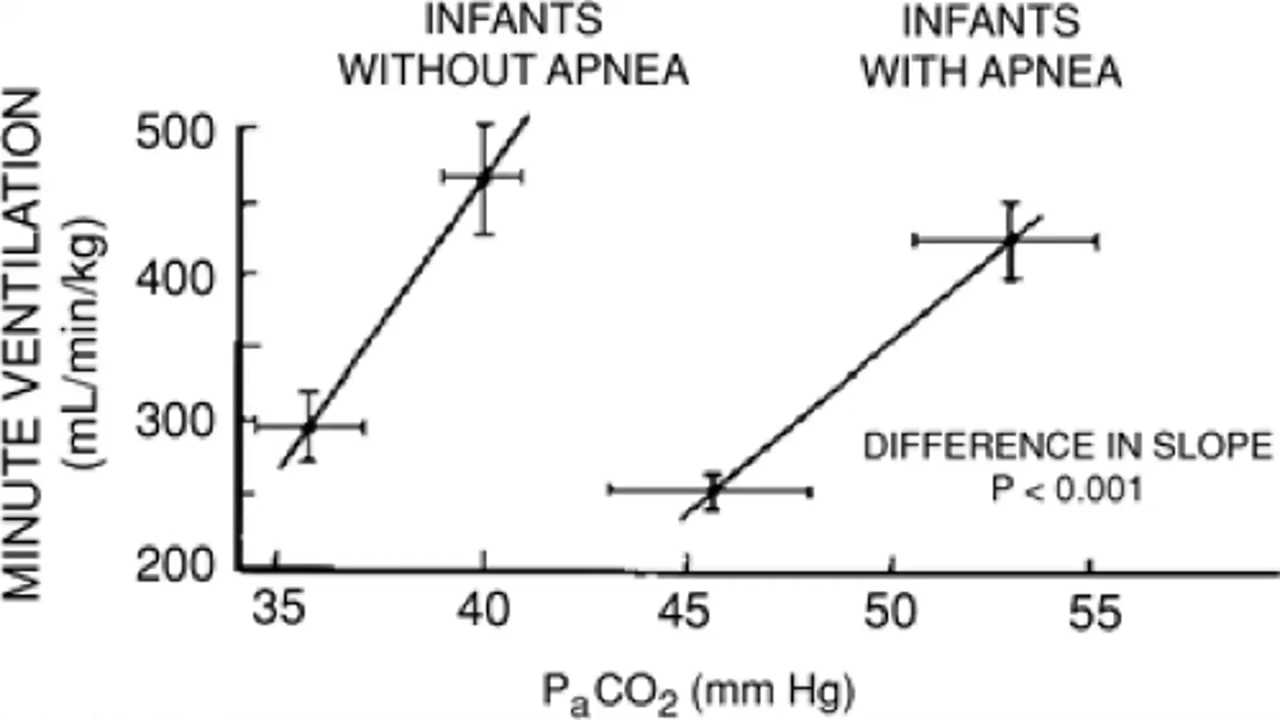 INFANTS
WITHOUT APNEA
INFANTS
WITH APNEA
MINUTE VENTILATION
(mL/min/kg)
500
400
300
200
DIFFERENCE IN SLOPE
P < 0.001
35 40 45 50 55
PaCO2 (mm Hg)